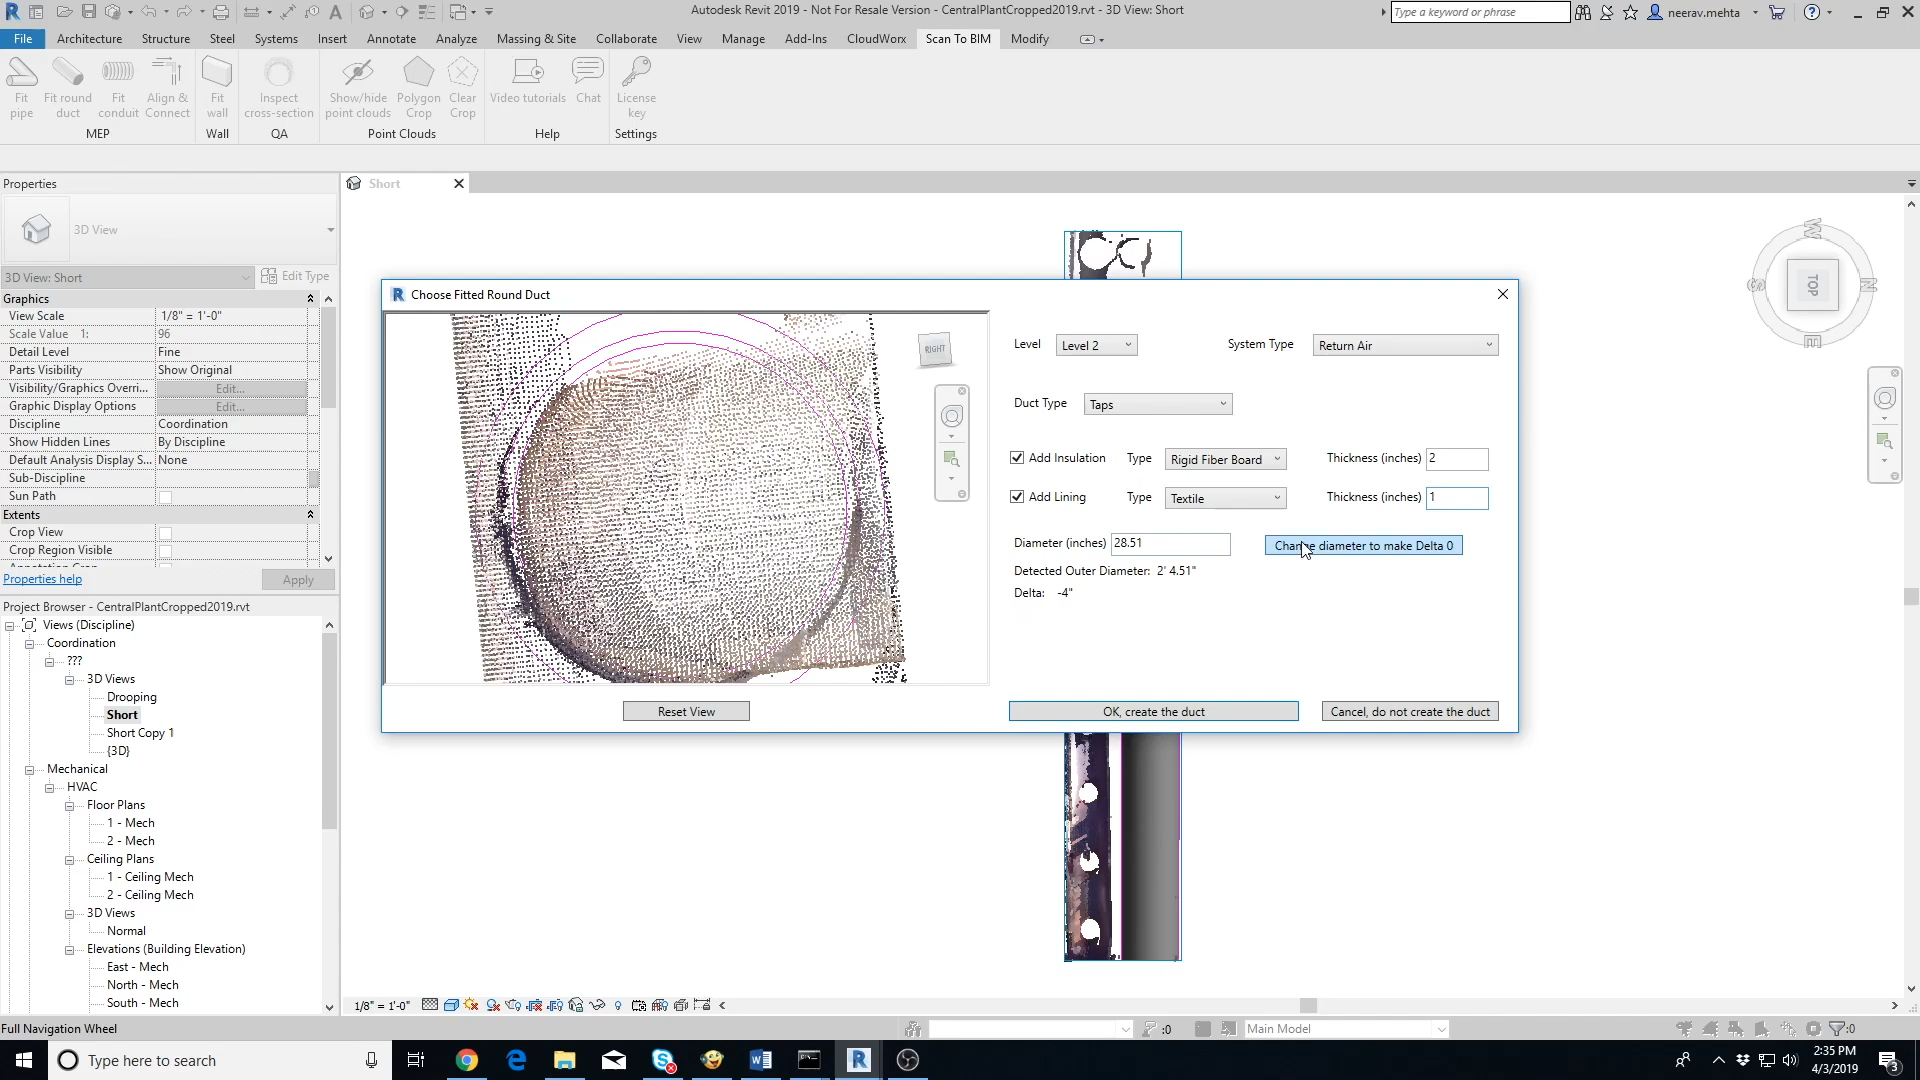 Autodesk Revit 2019 - Not For Resale Version - CentralPlantCropped2019.rvt - 3D View: Short
Type a keyword or phrase
neerav.mehta
File Architecture Structure Steel Systems Insert Annotate Analyze Massing & Site Collaborate View Manage Add-Ins CloudWorx Scan To BIM Modify
Fit pipe
Fit round duct
Fit conduit
Align & Connect
Fit wall
Inspect cross-section
Show/hide point clouds
Polygon Crop
Clear Crop
Video tutorials
Chat
License key
MEP Wall QA Point Clouds Help Settings
Properties
Short
3D View
3D View: Short
Edit Type
Graphics
View Scale 1/8" = 1'-0"
Scale Value 1: 96
Detail Level Fine
Parts Visibility Show Original
Visibility/Graphics Overri... Edit...
Graphic Display Options Edit...
Discipline Coordination
Show Hidden Lines By Discipline
Default Analysis Display S... None
Sub-Discipline
Sun Path
Extents
Crop View
Crop Region Visible
Properties help
Apply
Project Browser - CentralPlantCropped2019.rvt
Views (Discipline)
Coordination
???
3D Views
Drooping
Short
Short Copy 1
{3D}
Mechanical
HVAC
Floor Plans
1 - Mech
2 - Mech
Ceiling Plans
1 - Ceiling Mech
2 - Ceiling Mech
3D Views
Normal
Elevations (Building Elevation)
East - Mech
North - Mech
South - Mech
Choose Fitted Round Duct
RIGHT
Level Level 2
System Type Return Air
Duct Type Taps
Add Insulation Type Rigid Fiber Board Thickness (inches) 2
Add Lining Type Textile Thickness (inches) 1
Diameter (inches) 28.51
Change diameter to make Delta 0
Detected Outer Diameter: 2' 4.51"
Delta: -4"
Reset View
OK, create the duct
Cancel, do not create the duct
W
S
TOP
N
E
1/8" = 1'-0"
Full Navigation Wheel
:0
Main Model
:0
Type here to search
2:35 PM
4/3/2019
3